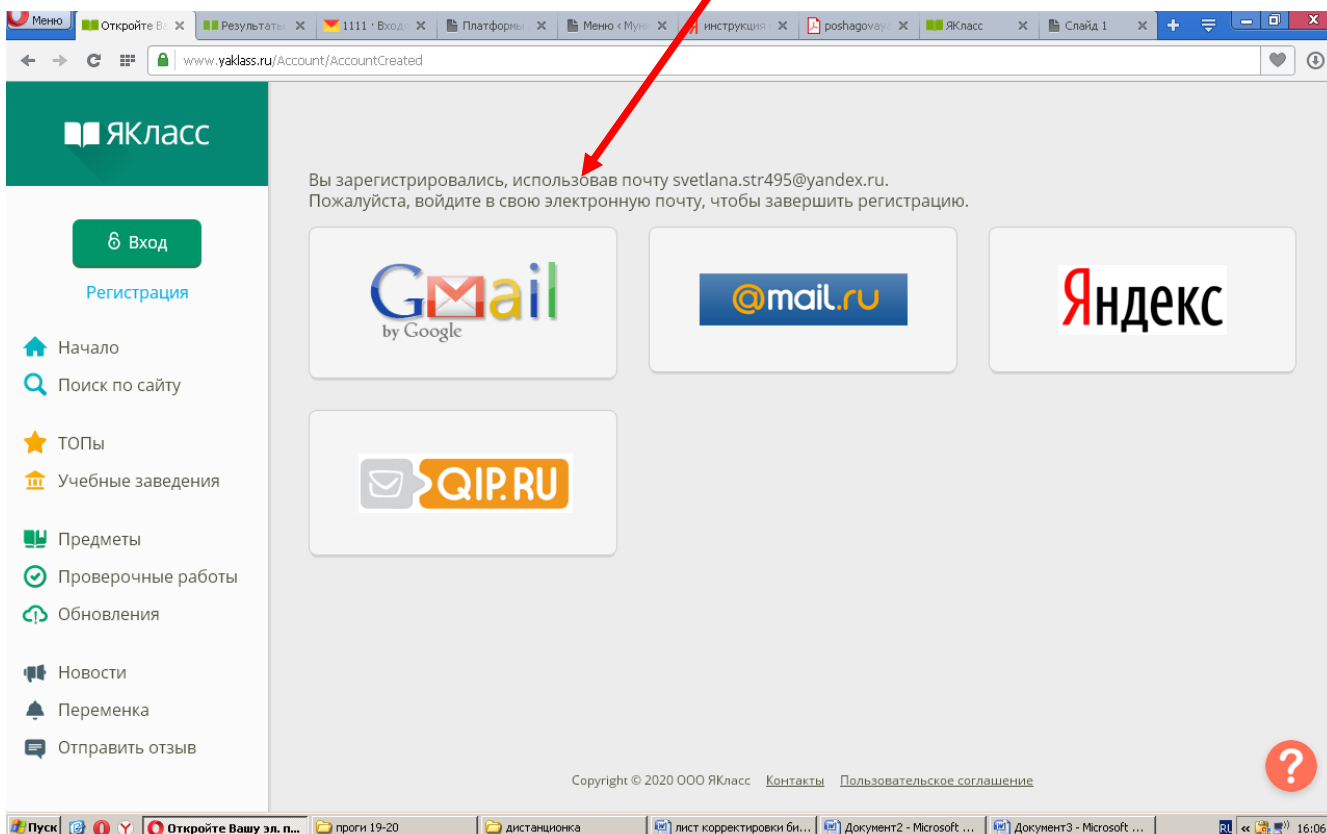 Меню
Откройте Ва
Результаты
1111 · Вход
Платформы
Меню ‹ Мун
инструкция
poshagovaya
ЯКласс
Слайд 1
www.yaklass.ru/Account/AccountCreated
ЯКласс
Вы зарегистрировались, использовав почту svetlana.str495@yandex.ru.
Пожалуйста, войдите в свою электронную почту, чтобы завершить регистрацию.
Вход
Регистрация
Начало
Поиск по сайту
ТОПы
Учебные заведения
Предметы
Проверочные работы
Обновления
Новости
Переменка
Отправить отзыв
Gmail
by Google
@mail.ru
Яндекс
QIP.RU
?
Copyright © 2020 ООО ЯКласс Контакты Пользовательское соглашение
Пуск
Откройте Вашу эл. п...
проги 19-20
дистанционка
лист корректировки би...
Документ2 - Microsoft ...
Документ3 - Microsoft ...
RU
16:06